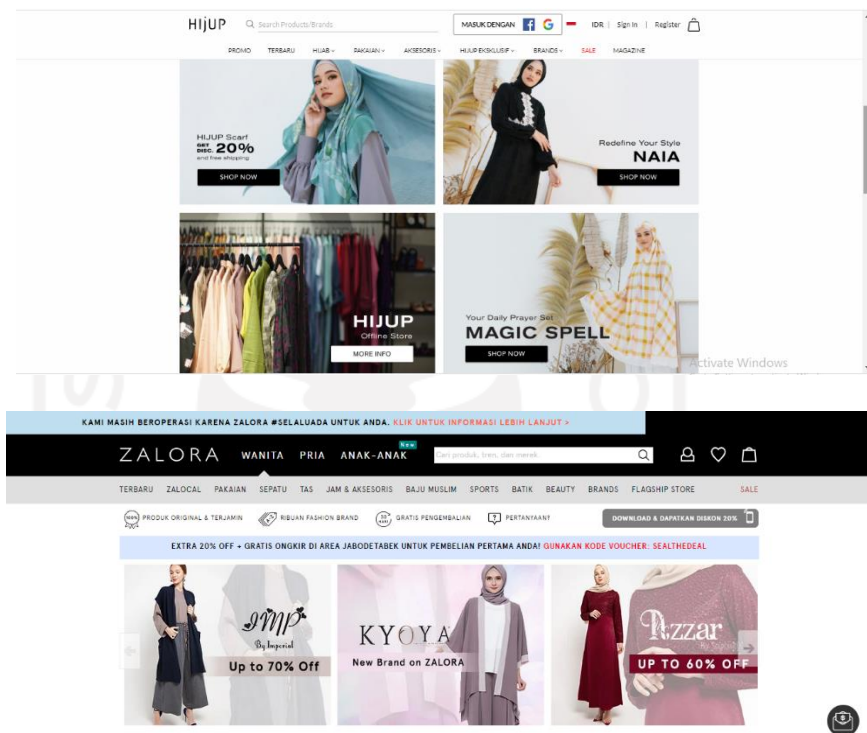 HIJUP Search Products/Brands MASUK DENGAN IDR | Sign In | Register
PROMO TERBARU HIJAB PAKAIAN AKSESORIS HIJUP EKSKLUSIF BRANDS SALE MAGAZINE
HIJUP Scarf
GET DISC. 20%
and free shipping
SHOP NOW
Redefine Your Style
NAIA
SHOP NOW
HIJUP
Offline Store
MORE INFO
Your Daily Prayer Set
MAGIC SPELL
SHOP NOW
Activate Windows
KAMI MASIH BEROPERASI KARENA ZALORA #SELALUADA UNTUK ANDA. KLIK UNTUK INFORMASI LEBIH LANJUT >
New
ZALORA WANITA PRIA ANAK-ANAK Cari produk, tren, dan merek.
TERBARU ZALOCAL PAKAIAN SEPATU TAS JAM & AKSESORIS BAJU MUSLIM SPORTS BATIK BEAUTY BRANDS FLAGSHIP STORE SALE
100% PRODUK ORIGINAL & TERJAMIN RIBUAN FASHION BRAND GRATIS PENGEMBALIAN ? PERTANYAAN? DOWNLOAD & DAPATKAN DISKON 20%
EXTRA 20% OFF + GRATIS ONGKIR DI AREA JABODETABEK UNTUK PEMBELIAN PERTAMA ANDA! GUNAKAN KODE VOUCHER: SEALTHEDEAL
IMP
By Imperial
Up to 70% Off
KYOYA
New Brand on ZALORA
Azzar
UP TO 60% OFF